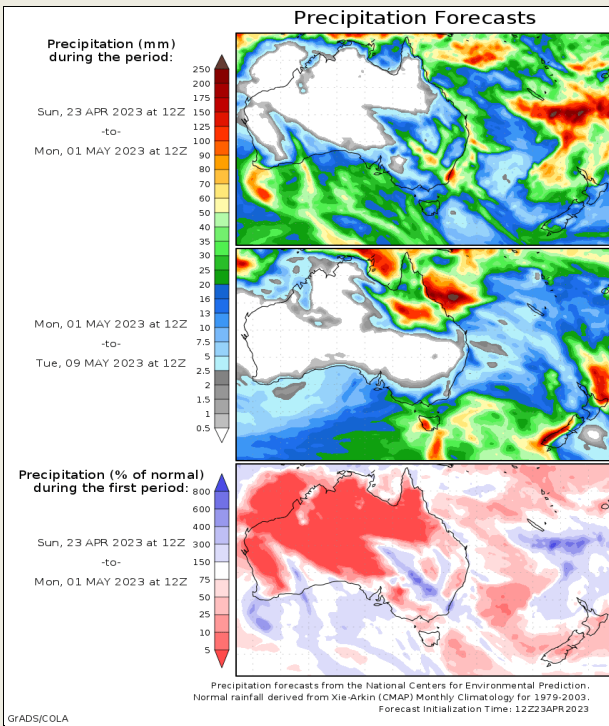 Precipitation Forecasts
Precipitation (mm)
during the period:
Sun, 23 APR 2023 at 12Z
-to-
Mon, 01 MAY 2023 at 12Z
250
200
175
150
125
100
90
80
70
60
50
40
35
30
25
20
16
13
10
7.5
5
2.5
2
1.5
1
0.5
Mon, 01 MAY 2023 at 12Z
-to-
Tue, 09 MAY 2023 at 12Z
Precipitation (% of normal)
during the first period:
Sun, 23 APR 2023 at 12Z
-to-
Mon, 01 MAY 2023 at 12Z
800
600
400
300
150
75
50
25
10
5
Precipitation forecasts from the National Centers for Environmental Prediction.
Normal rainfall derived from Xie-Arkin (CMAP) Monthly Climatology for 1979-2003.
Forecast Initialization Time: 12Z23APR2023
GrADS/COLA